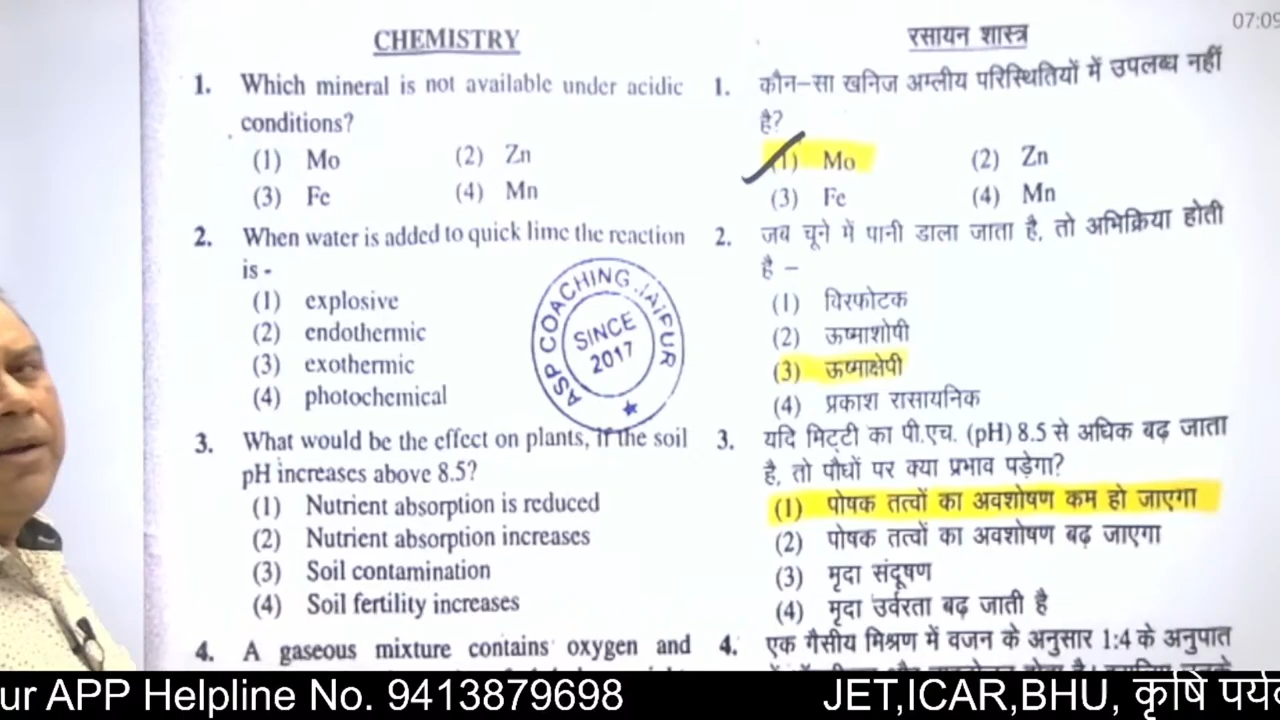 07:09
CHEMISTRY
1. Which mineral is not available under acidic
conditions?
(1) Mo (2) Zn
(3) Fe (4) Mn
2. When water is added to quick lime the reaction
is -
(1) explosive
(2) endothermic
(3) exothermic
(4) photochemical
3. What would be the effect on plants, if the soil
pH increases above 8.5?
(1) Nutrient absorption is reduced
(2) Nutrient absorption increases
(3) Soil contamination
(4) Soil fertility increases
4. A gaseous mixture contains oxygen and
ASP COACHING JAIPUR
SINCE
2017
रसायन शास्त्र
1. कौन-सा खनिज अम्लीय परिस्थितियों में उपलब्ध नहीं
है?
(1) Mo (2) Zn
(3) Fe (4) Mn
2. जब चूने में पानी डाला जाता है, तो अभिक्रिया होती
है –
(1) विस्फोटक
(2) ऊष्माशोषी
(3) ऊष्माक्षेपी
(4) प्रकाश रासायनिक
3. यदि मिट्टी का पी.एच. (pH) 8.5 से अधिक बढ़ जाता
है, तो पौधों पर क्या प्रभाव पड़ेगा?
(1) पोषक तत्वों का अवशोषण कम हो जाएगा
(2) पोषक तत्वों का अवशोषण बढ़ जाएगा
(3) मृदा संदूषण
(4) मृदा उर्वरता बढ़ जाती है
4. एक गैसीय मिश्रण में वजन के अनुसार 1:4 के अनुपात
ur APP Helpline No. 9413879698 JET,ICAR,BHU, कृषि